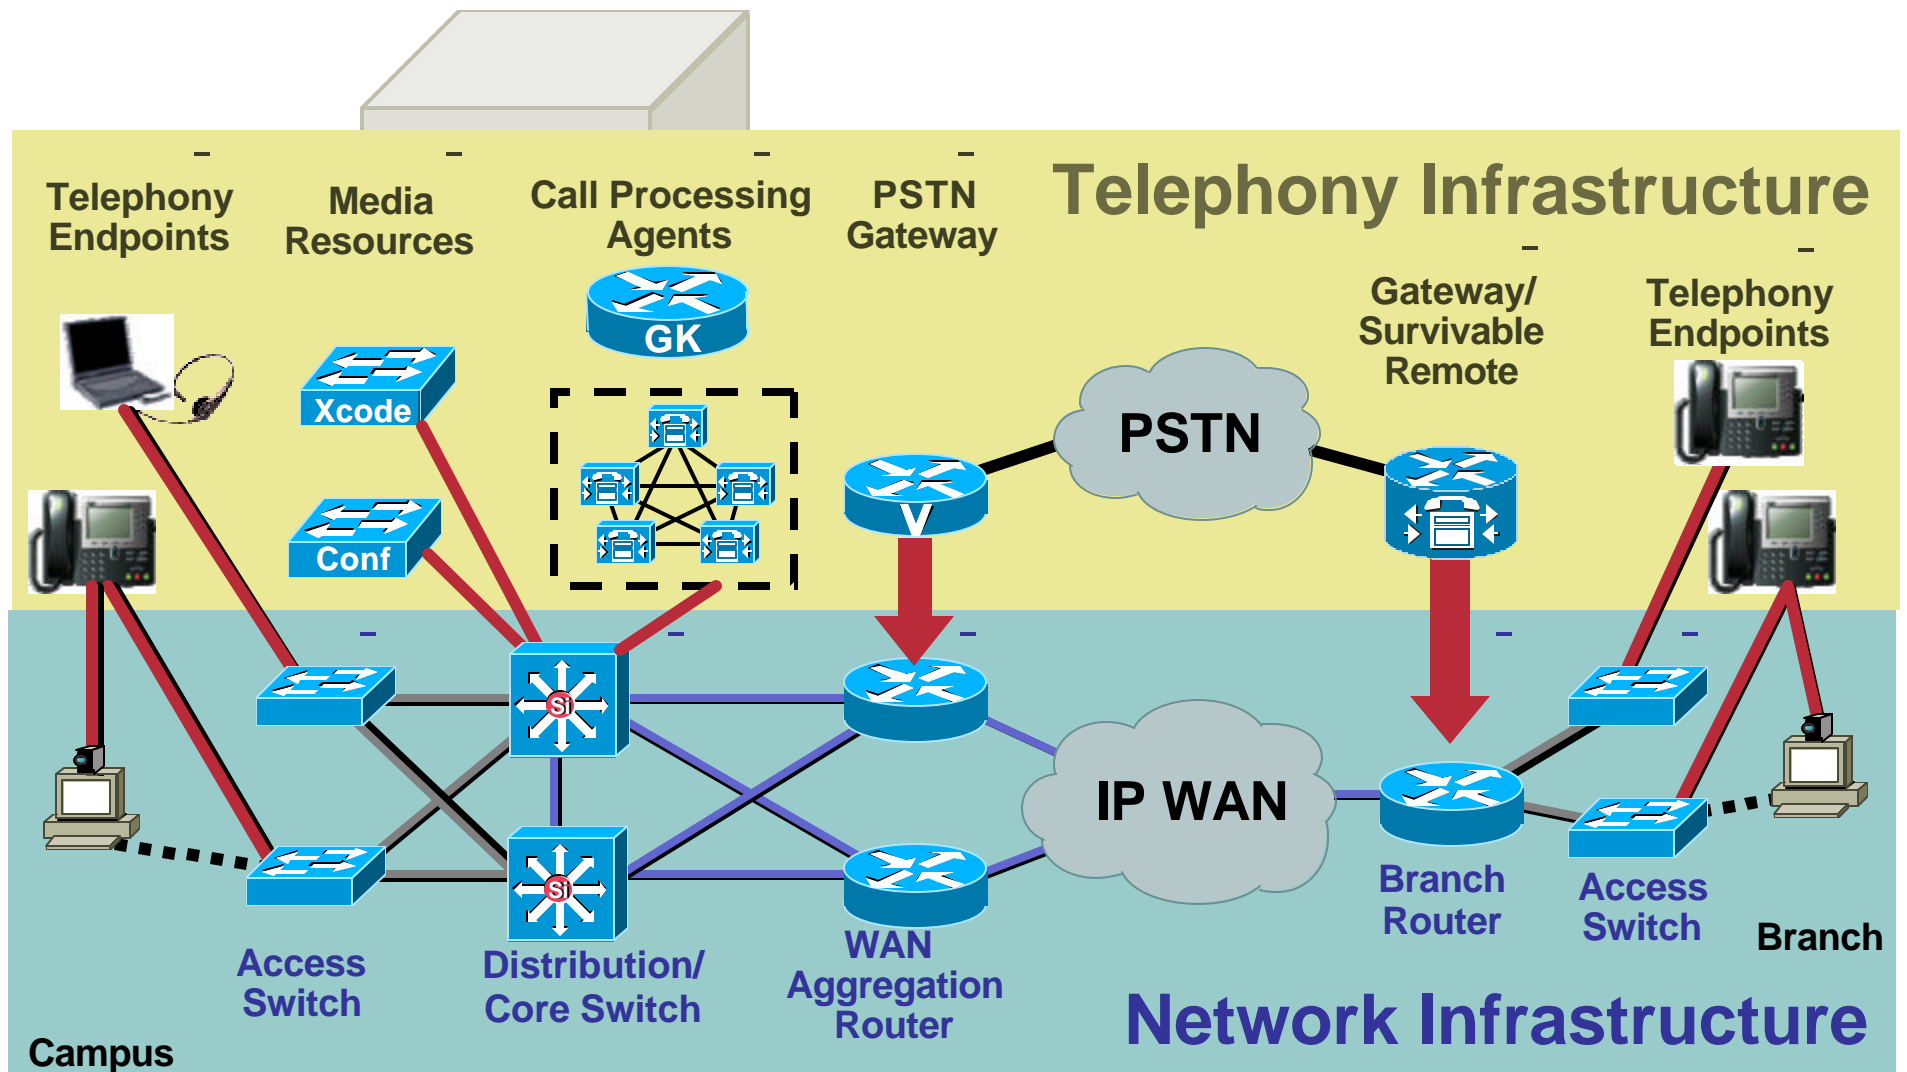 Telephony Infrastructure
Telephony
Endpoints
Media
Resources
Call Processing
Agents
PSTN
Gateway
Gateway/
Survivable
Remote
Telephony
Endpoints
GK
Xcode
Conf
V
PSTN
Si
Si
IP WAN
Access
Switch
Distribution/
Core Switch
WAN
Aggregation
Router
Branch
Router
Access
Switch
Branch
Campus
Network Infrastructure